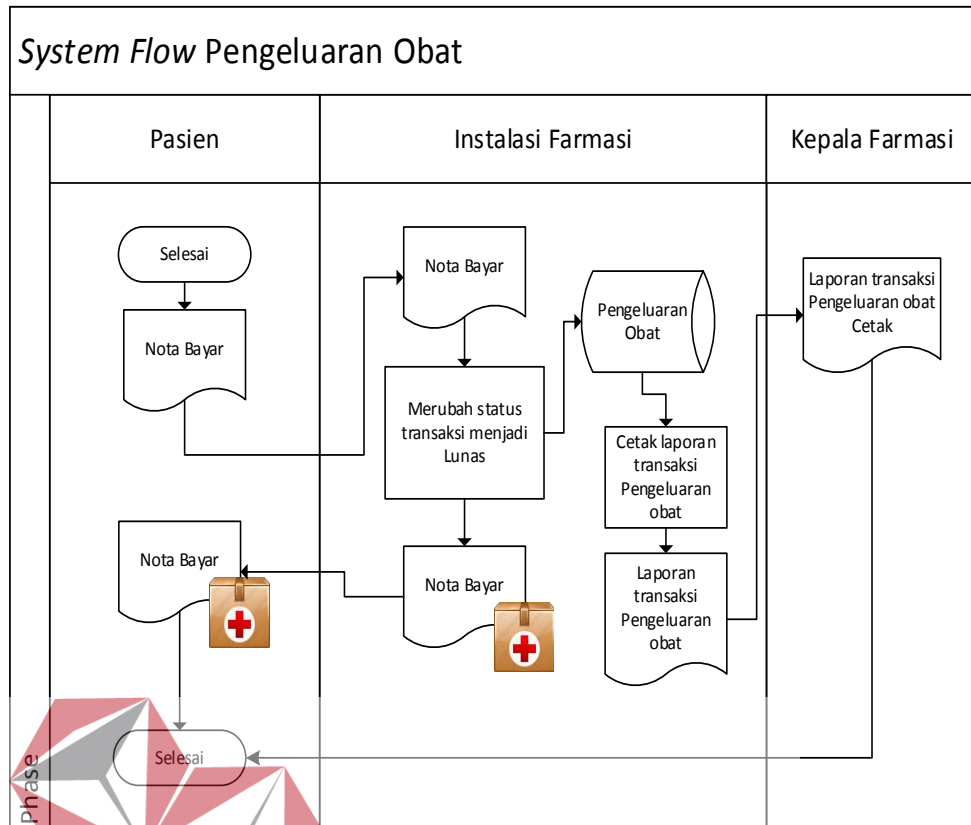 System Flow Pengeluaran Obat
Pasien
Instalasi Farmasi
Kepala Farmasi
Selesai
Nota Bayar
Nota Bayar
Merubah status
transaksi menjadi
Lunas
Pengeluaran
Obat
Cetak laporan
transaksi
Pengeluaran
obat
Laporan
transaksi
Pengeluaran
obat
Laporan transaksi
Pengeluaran obat
Cetak
Nota Bayar
Nota Bayar
Selesai
Phase